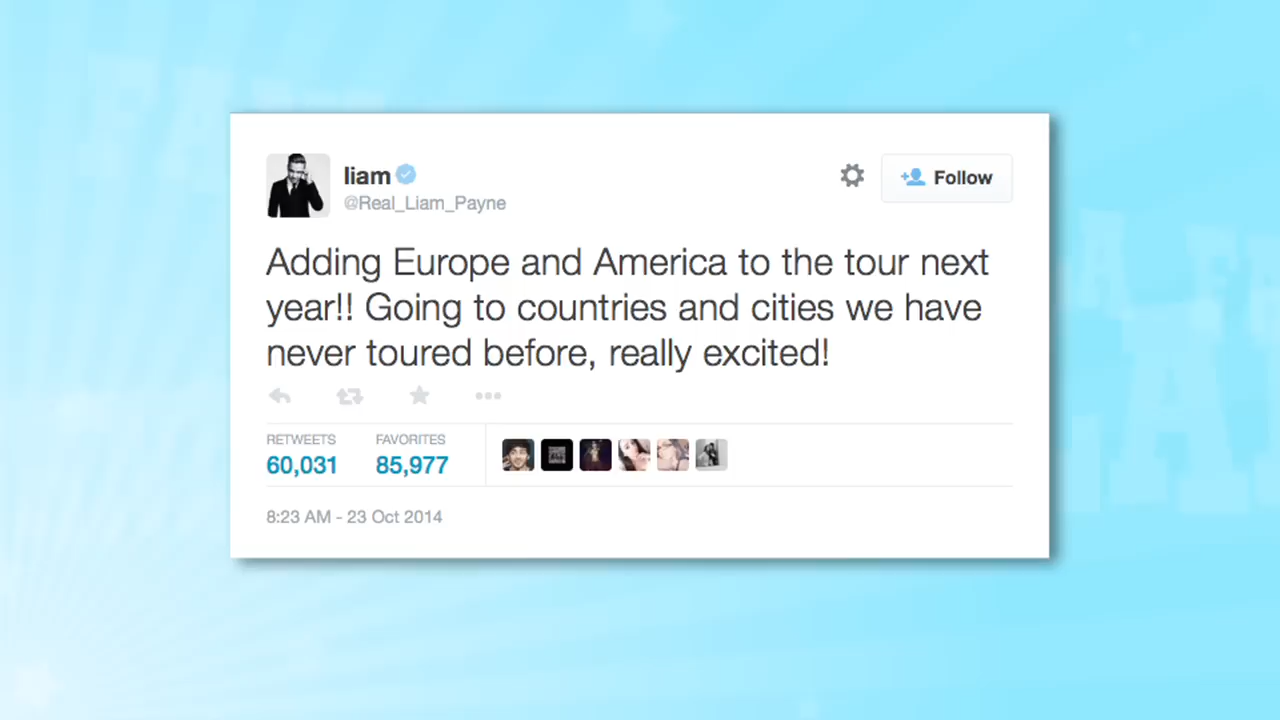 liam
@Real_Liam_Payne
Follow
Adding Europe and America to the tour next
year!! Going to countries and cities we have
never toured before, really excited!
RETWEETS FAVORITES
60,031 85,977
8:23 AM - 23 Oct 2014